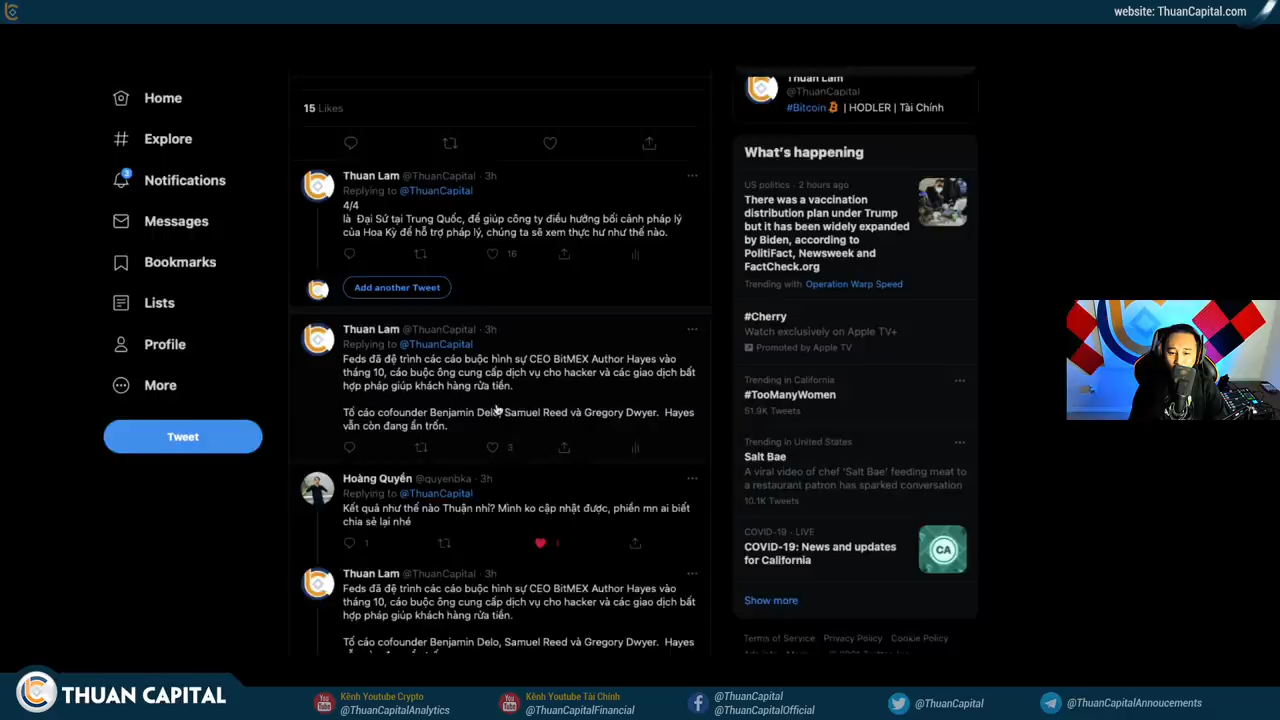 website: ThuanCapital.com
Home
Explore
3
Notifications
Messages
Bookmarks
Lists
Profile
More
Tweet
15 Likes
Thuan Lam @ThuanCapital · 3h
Replying to @ThuanCapital
4/4
là Đại Sứ tại Trung Quốc, để giúp công ty điều hướng bối cảnh pháp lý
của Hoa Kỳ để hỗ trợ pháp lý, chúng ta sẽ xem thực hư như thế nào.
16
Add another Tweet
Thuan Lam @ThuanCapital · 3h
Replying to @ThuanCapital
Feds đã đệ trình các cáo buộc hình sự CEO BitMEX Author Hayes vào
tháng 10, cáo buộc ông cung cấp dịch vụ cho hacker và các giao dịch bất
hợp pháp giúp khách hàng rửa tiền.
Tố cáo cofounder Benjamin Delo, Samuel Reed và Gregory Dwyer. Hayes
vẫn còn đang ẩn trốn.
3
Hoàng Quyền @quyenbka · 3h
Replying to @ThuanCapital
Kết quả như thế nào Thuận nhỉ? Mình ko cập nhật được, phiền mn ai biết
chia sẻ lại nhé
1
1
Thuan Lam @ThuanCapital · 3h
Feds đã đệ trình các cáo buộc hình sự CEO BitMEX Author Hayes vào
tháng 10, cáo buộc ông cung cấp dịch vụ cho hacker và các giao dịch bất
hợp pháp giúp khách hàng rửa tiền.
Tố cáo cofounder Benjamin Delo, Samuel Reed và Gregory Dwyer. Hayes
Thuan Lam
@ThuanCapital
#Bitcoin | HODLER | Tài Chính
What's happening
US politics · 2 hours ago
There was a vaccination
distribution plan under Trump
but it has been widely expanded
by Biden, according to
PolitiFact, Newsweek and
FactCheck.org
Trending with Operation Warp Speed
#Cherry
Watch exclusively on Apple TV+
Promoted by Apple TV
Trending in California
#TooManyWomen
51.9K Tweets
Trending in United States
Salt Bae
A viral video of chef 'Salt Bae' feeding meat to
a restaurant patron has sparked conversation
10.1K Tweets
COVID-19 · LIVE
COVID-19: News and updates
for California
CA
Show more
Terms of Service Privacy Policy Cookie Policy
THUAN CAPITAL
Kênh Youtube Crypto
@ThuanCapitalAnalytics
Kênh Youtube Tài Chính
@ThuanCapitalFinancial
@ThuanCapital
@ThuanCapitalOfficial
@ThuanCapital
@ThuanCapitalAnnoucements